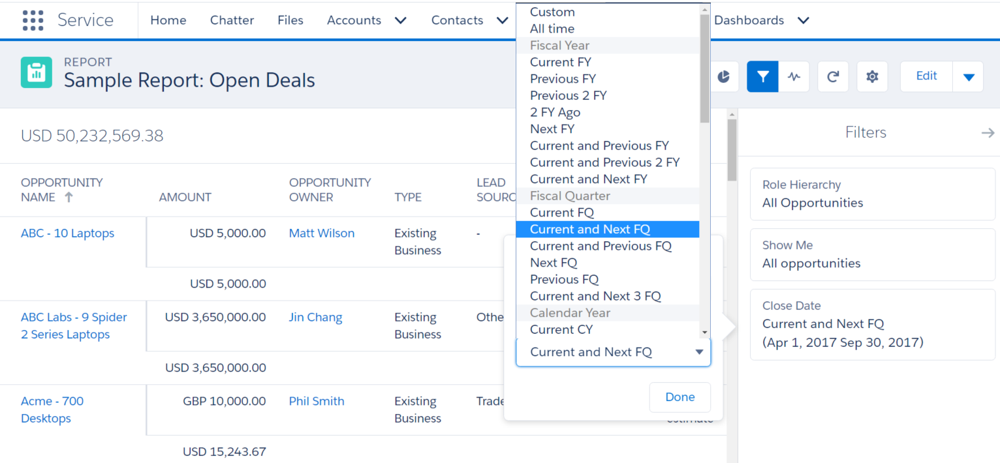 Service
Home
Chatter
Files
Accounts
Contacts
Dashboards
REPORT
Sample Report: Open Deals
Edit
USD 50,232,569.38
OPPORTUNITY
NAME
AMOUNT
OPPORTUNITY
OWNER
TYPE
LEAD
ABC - 10 Laptops
USD 5,000.00
Matt Wilson
Existing
Business
-
USD 5,000.00
ABC Labs - 9 Spider
2 Series Laptops
USD 3,650,000.00
Jin Chang
Existing
Business
USD 3,650,000.00
Acme - 700
Desktops
GBP 10,000.00
Phil Smith
Existing
Business
USD 15,243.67
Custom
All time
Fiscal Year
Current FY
Previous FY
Previous 2 FY
2 FY Ago
Next FY
Current and Previous FY
Current and Previous 2 FY
Current and Next FY
Fiscal Quarter
Current FQ
Current and Next FQ
Current and Previous FQ
Next FQ
Previous FQ
Current and Next 3 FQ
Calendar Year
Current CY
Current and Next FQ
Done
Filters
Role Hierarchy
All Opportunities
Show Me
All opportunities
Close Date
Current and Next FQ
(Apr 1, 2017 Sep 30, 2017)